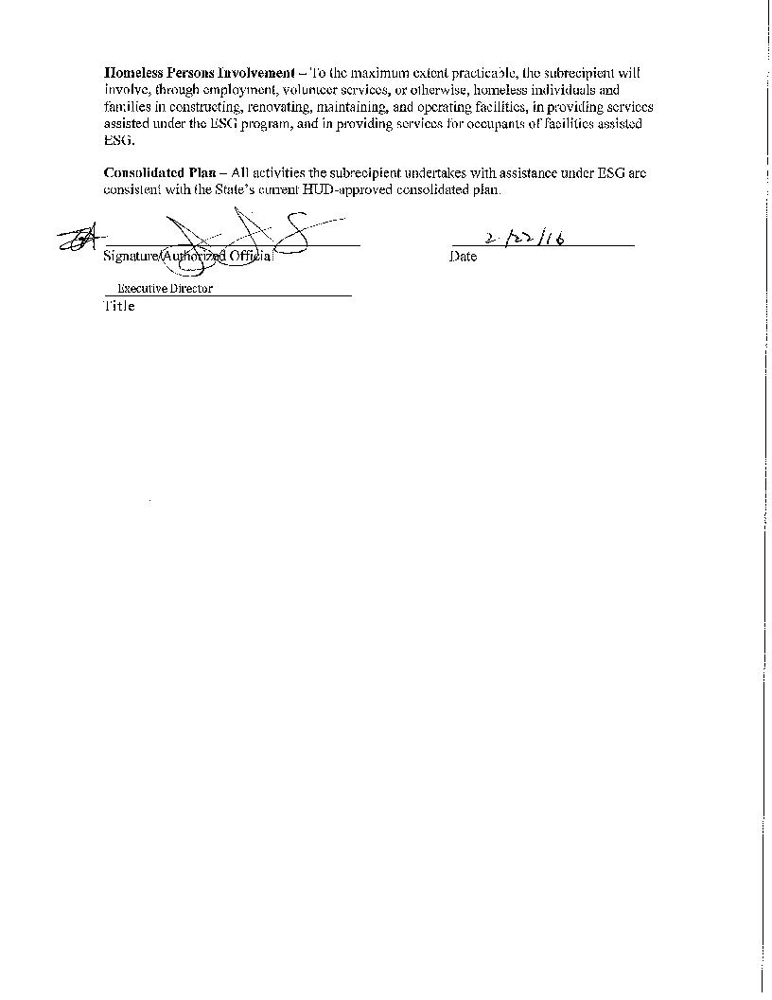 Homeless Persons Involvement – To the maximum extent practicable, the subrecipient will
involve, through employment, volunteer services, or otherwise, homeless individuals and
families in constructing, renovating, maintaining, and operating facilities, in providing services
assisted under the ESG program, and in providing services for occupants of facilities assisted
ESG.
Consolidated Plan – All activities the subrecipient undertakes with assistance under ESG are
consistent with the State's current HUD-approved consolidated plan.
2/22/16
Signature/Authorized Official
Date
Executive Director
Title